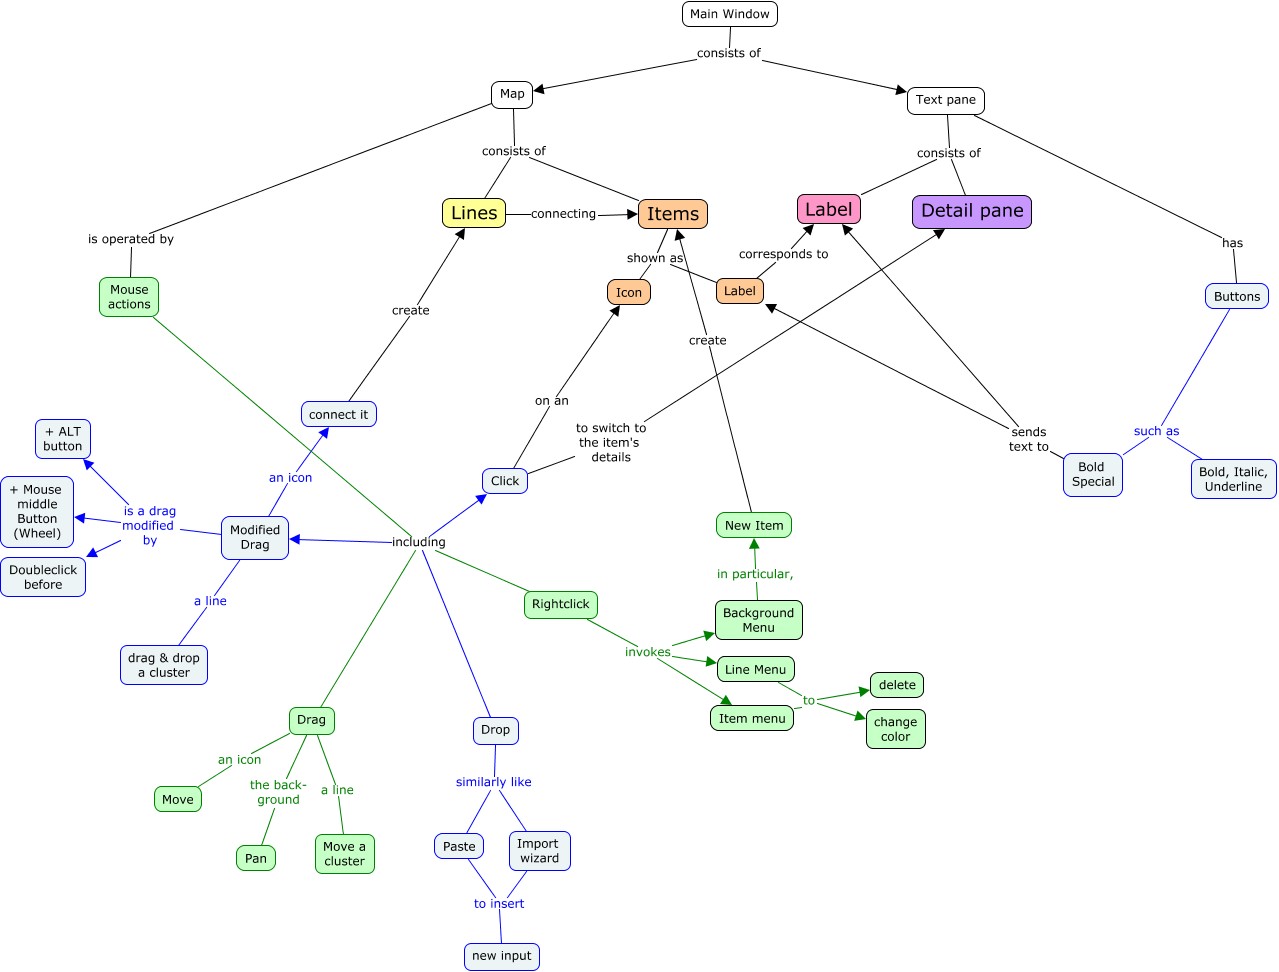 Main Window
consists of
Map
Text pane
consists of
consists of
Lines
connecting
Items
Label
Detail pane
is operated by
has
shown as
corresponds to
Mouse
actions
Icon
Label
Buttons
create
create
connect it
on an
to switch to
the item's
details
sends
text to
such as
+ ALT
button
an icon
Click
Bold
Special
Bold, Italic,
Underline
+ Mouse
middle
Button
(Wheel)
is a drag
modified
by
Modified
Drag
including
New Item
Doubleclick
before
in particular,
a line
Rightclick
Background
Menu
drag & drop
a cluster
invokes
Line Menu
to
delete
Drag
Drop
Item menu
change
color
an icon
the back-
ground
a line
similarly like
Move
Pan
Move a
cluster
Paste
Import
wizard
to insert
new input